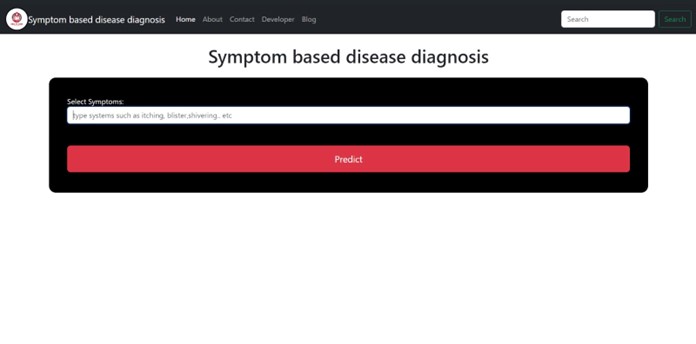 Symptom based disease diagnosis Home About Contact Developer Blog Search Search
Symptom based disease diagnosis
Select Symptoms:
type systems such as itching, blister,shivering.. etc
Predict